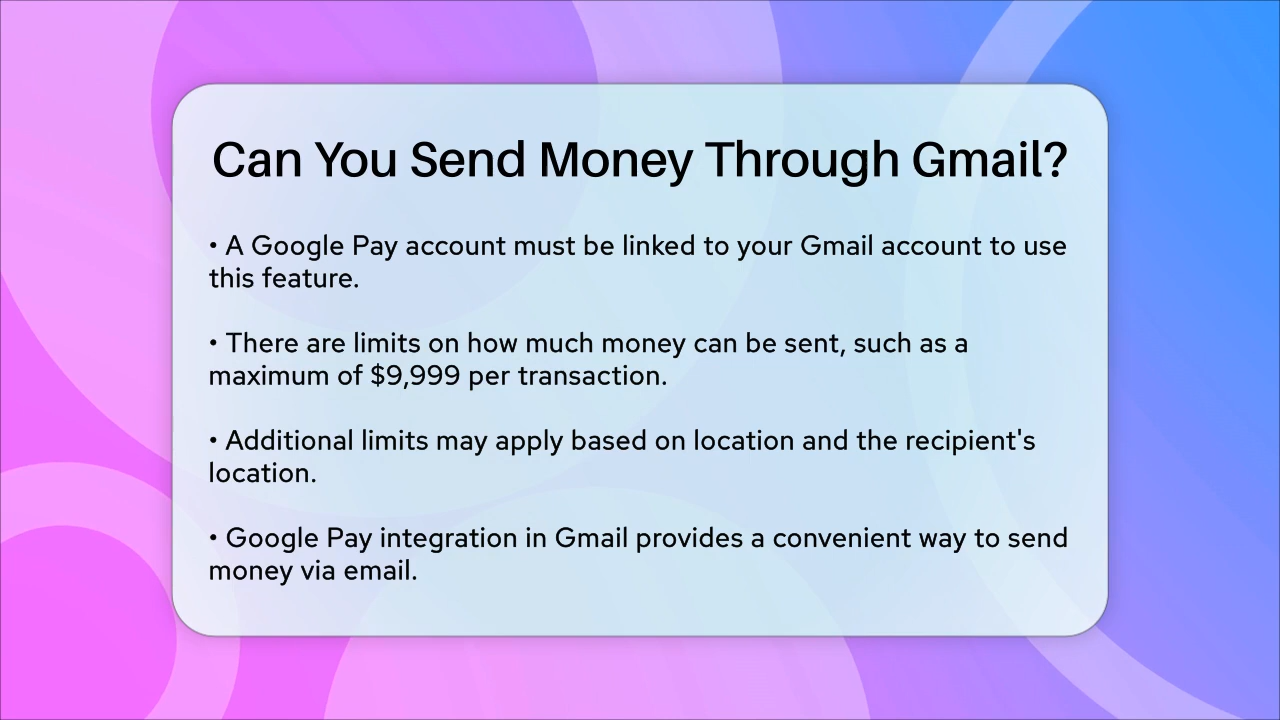 Can You Send Money Through Gmail?
• A Google Pay account must be linked to your Gmail account to use
this feature.
• There are limits on how much money can be sent, such as a
maximum of $9,999 per transaction.
• Additional limits may apply based on location and the recipient's
location.
• Google Pay integration in Gmail provides a convenient way to send
money via email.